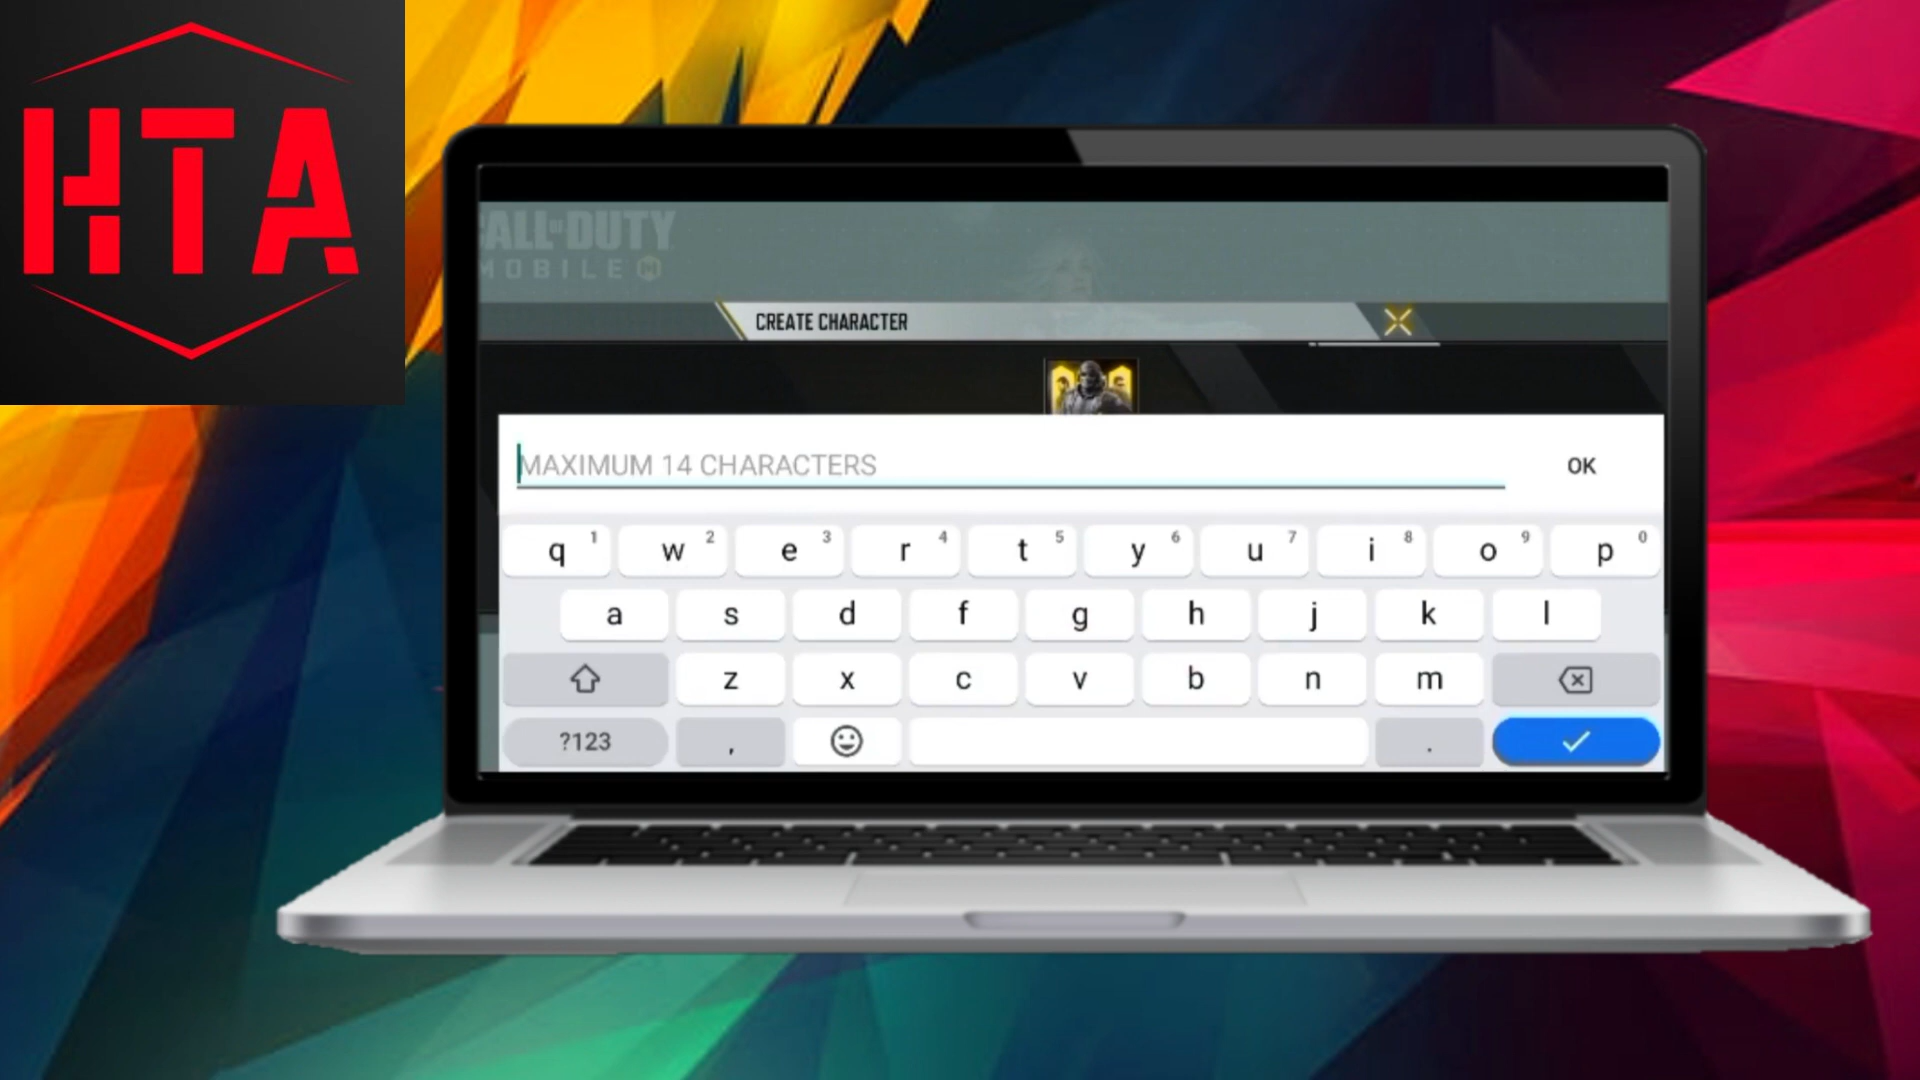 HTA
CALL OF DUTY
MOBILE
CREATE CHARACTER
MAXIMUM 14 CHARACTERS
OK
q 1 w 2 e 3 r 4 t 5 y 6 u 7 i 8 o 9 p 0
a s d f g h j k l
z x c v b n m
?123 , .